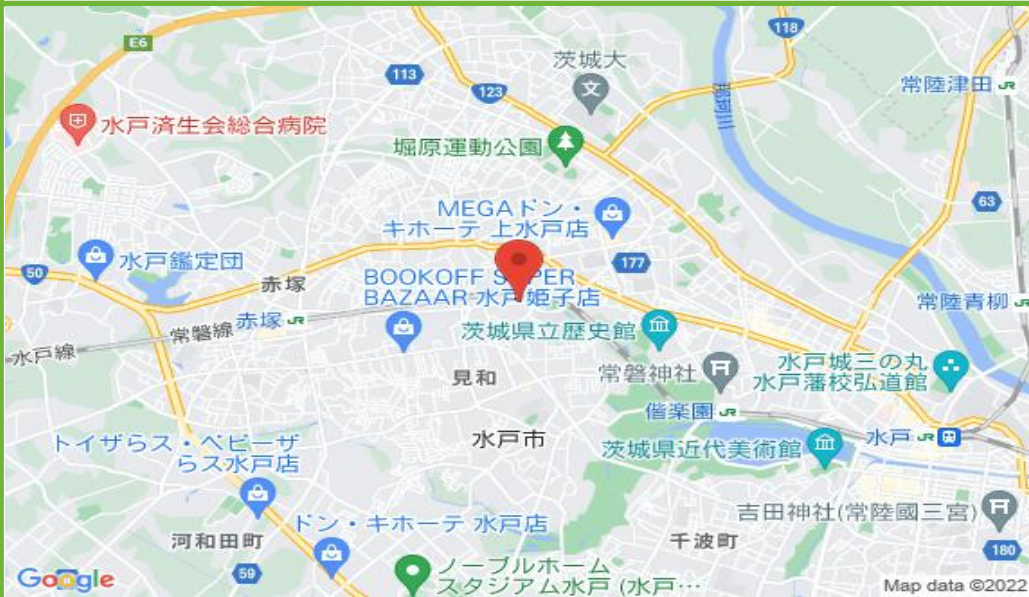 E6
118
茨城大
113
123
常陸津田 JR
那珂川
文
水戸済生会総合病院
堀原運動公園
63
MEGAドン・
キホーテ 上水戸店
水戸鑑定団
177
50
赤塚
BOOKOFF SUPER
BAZAAR 水戸姫子店
常陸青柳 JR
赤塚 JR
常磐線
茨城県立歴史館
水戸線
常磐神社
水戸城三の丸
水戸藩校弘道館
見和
偕楽園 JR
水戸市
水戸 JR
トイザらス・ベビーザ
らス水戸店
茨城県近代美術館
吉田神社(常陸國三宮)
ドン・キホーテ 水戸店
河和田町
千波町
180
59
ノーブルホーム
スタジアム水戸 (水戸…
Google
Map data ©2022